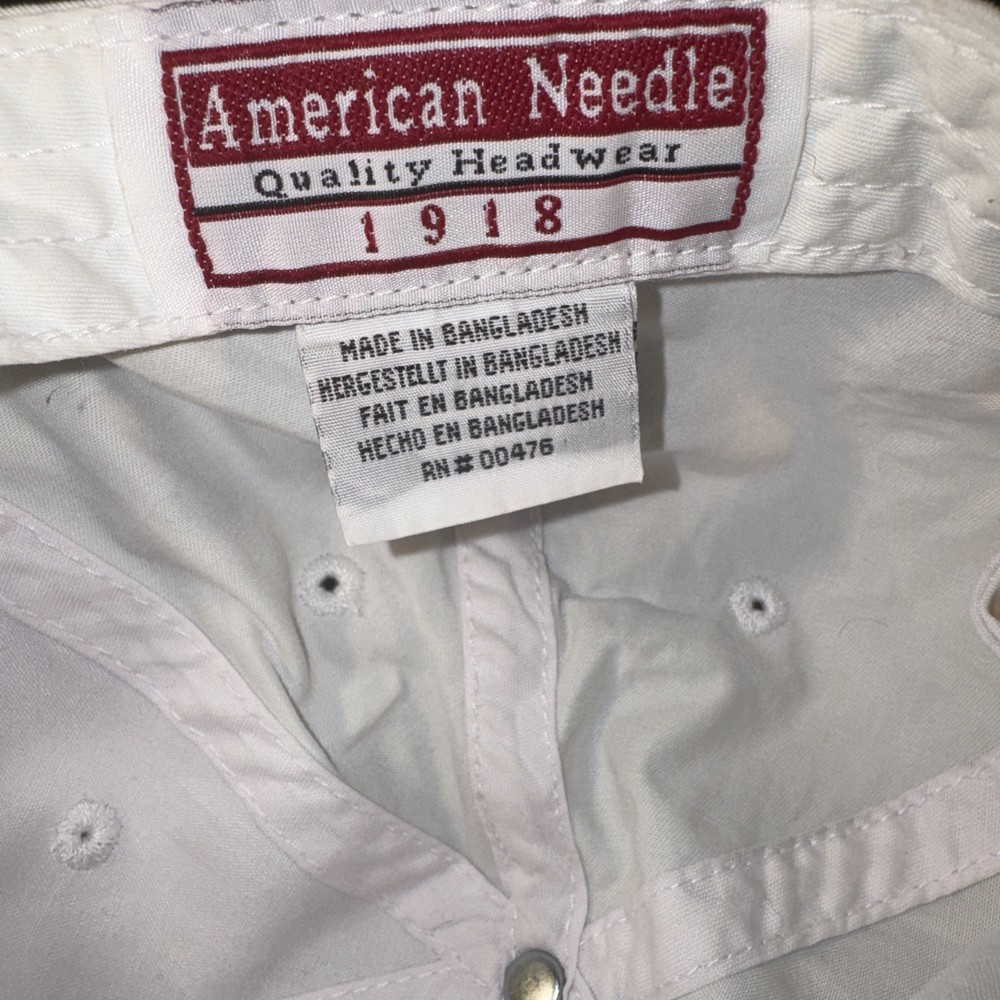 American Needle
Quality Headwear
1918
MADE IN BANGLADESH
HERGESTELLT IN BANGLADESH
FAIT EN BANGLADESH
HECHO EN BANGLADESH
RN#00476